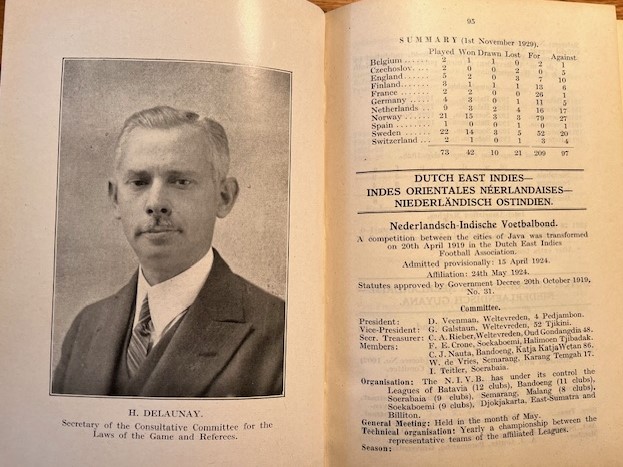 H. DELAUNAY.
Secretary of the Consultative Committee for the
Laws of the Game and Referees.
95
SUMMARY (1st November 1929).
Played Won Drawn Lost For Against
Belgium ...... 2 1 1 0 2 1
Czechoslov. ... 2 0 0 2 0 5
England ...... 5 2 0 3 7 10
Finland ...... 3 1 1 1 13 6
France ...... 2 2 0 0 26 1
Germany ..... 4 3 0 1 11 5
Netherlands . 9 3 2 4 16 17
Norway ...... 21 15 3 3 79 27
Spain ...... 1 0 0 1 0 1
Sweden ...... 22 14 3 5 52 20
Switzerland ... 2 1 0 1 3 4
73 42 10 21 209 97
DUTCH EAST INDIES—
INDES ORIENTALES NÉERLANDAISES—
NIEDERLÄNDISCH OSTINDIEN.
Nederlandsch-Indische Voetbalbond.
A competition between the cities of Java was transformed
on 20th April 1919 in the Dutch East Indies
Football Association.
Admitted provisionally: 15 April 1924.
Affiliation: 24th May 1924.
Statutes approved by Government Decree 20th October 1919,
No. 31.
Committee.
President: D. Veenman, Weltevreden, 4 Pedjambon.
Vice-President: G. Galstaun, Weltevreden, 52 Tjikini.
Secr. Treasurer: C. A. Rieber, Weltevreden, Oud Gondangdia 48.
Members: F. E. Crone, Soekaboemi, Halimoen Tjibadak.
C. J. Nauta, Bandoeng, Katja Katja Wetan 86.
W. de Vries, Semarang, Karang Temgah 17.
I. Teitler, Soerabaia.
Organisation: The N. I. V. B. has under its control the
Leagues of Batavia (12 clubs), Bandoeng (11 clubs),
Soerabaia (9 clubs), Semarang, Malang (8 clubs),
Soekaboemi (9 clubs), Djokjakarta, East-Sumatra and
Billiton.
General Meeting: Held in the month of May.
Technical organisation: Yearly a championship between the
representative teams of the affiliated Leagues.
Season: